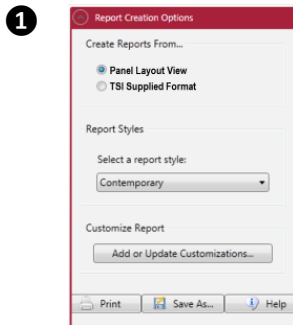 1
Report Creation Options
Create Reports From...
Panel Layout View
TSI Supplied Format
Report Styles
Select a report style:
Contemporary
Customize Report
Add or Update Customizations...
Print Save As... Help